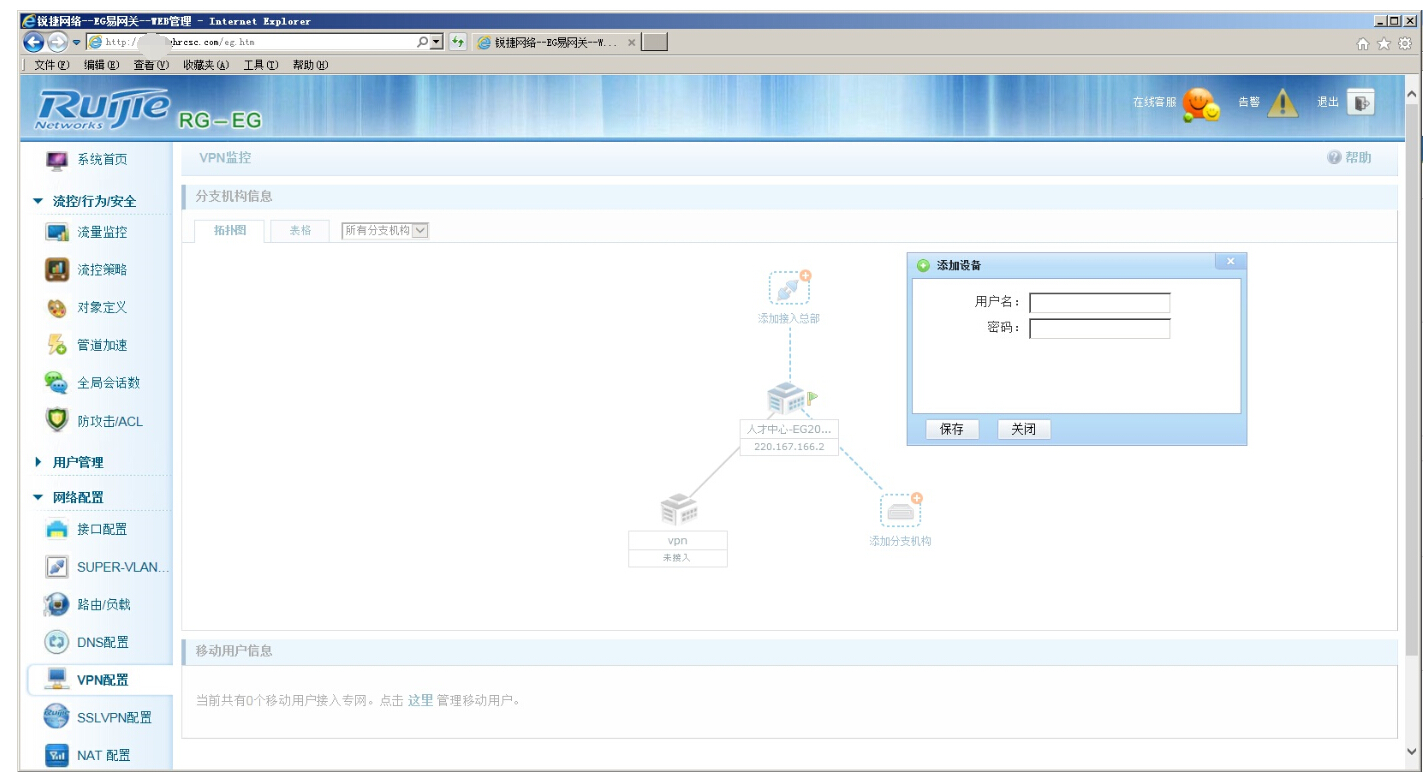 锐捷网络--EG易网关--WEB管理 - Internet Explorer
http:/ hrcsc.com/eg.htm
锐捷网络--EG易网关--W...
文件(F) 编辑(E) 查看(V) 收藏夹(A) 工具(T) 帮助(H)
Ruijie
Networks
RG-EG
在线客服 告警 退出
系统首页
VPN监控
帮助
流控/行为/安全
分支机构信息
流量监控
拓扑图 表格 所有分支机构
流控策略
添加设备
对象定义
用户名:
添加接入总部
密码:
管道加速
全局会话数
防攻击/ACL
人才中心-EG20...
220.167.166.2
保存 关闭
用户管理
网络配置
接口配置
vpn
未接入
添加分支机构
SUPER-VLAN...
路由/负载
DNS配置
移动用户信息
VPN配置
当前共有0个移动用户接入专网。点击 这里 管理移动用户。
SSLVPN配置
NAT 配置